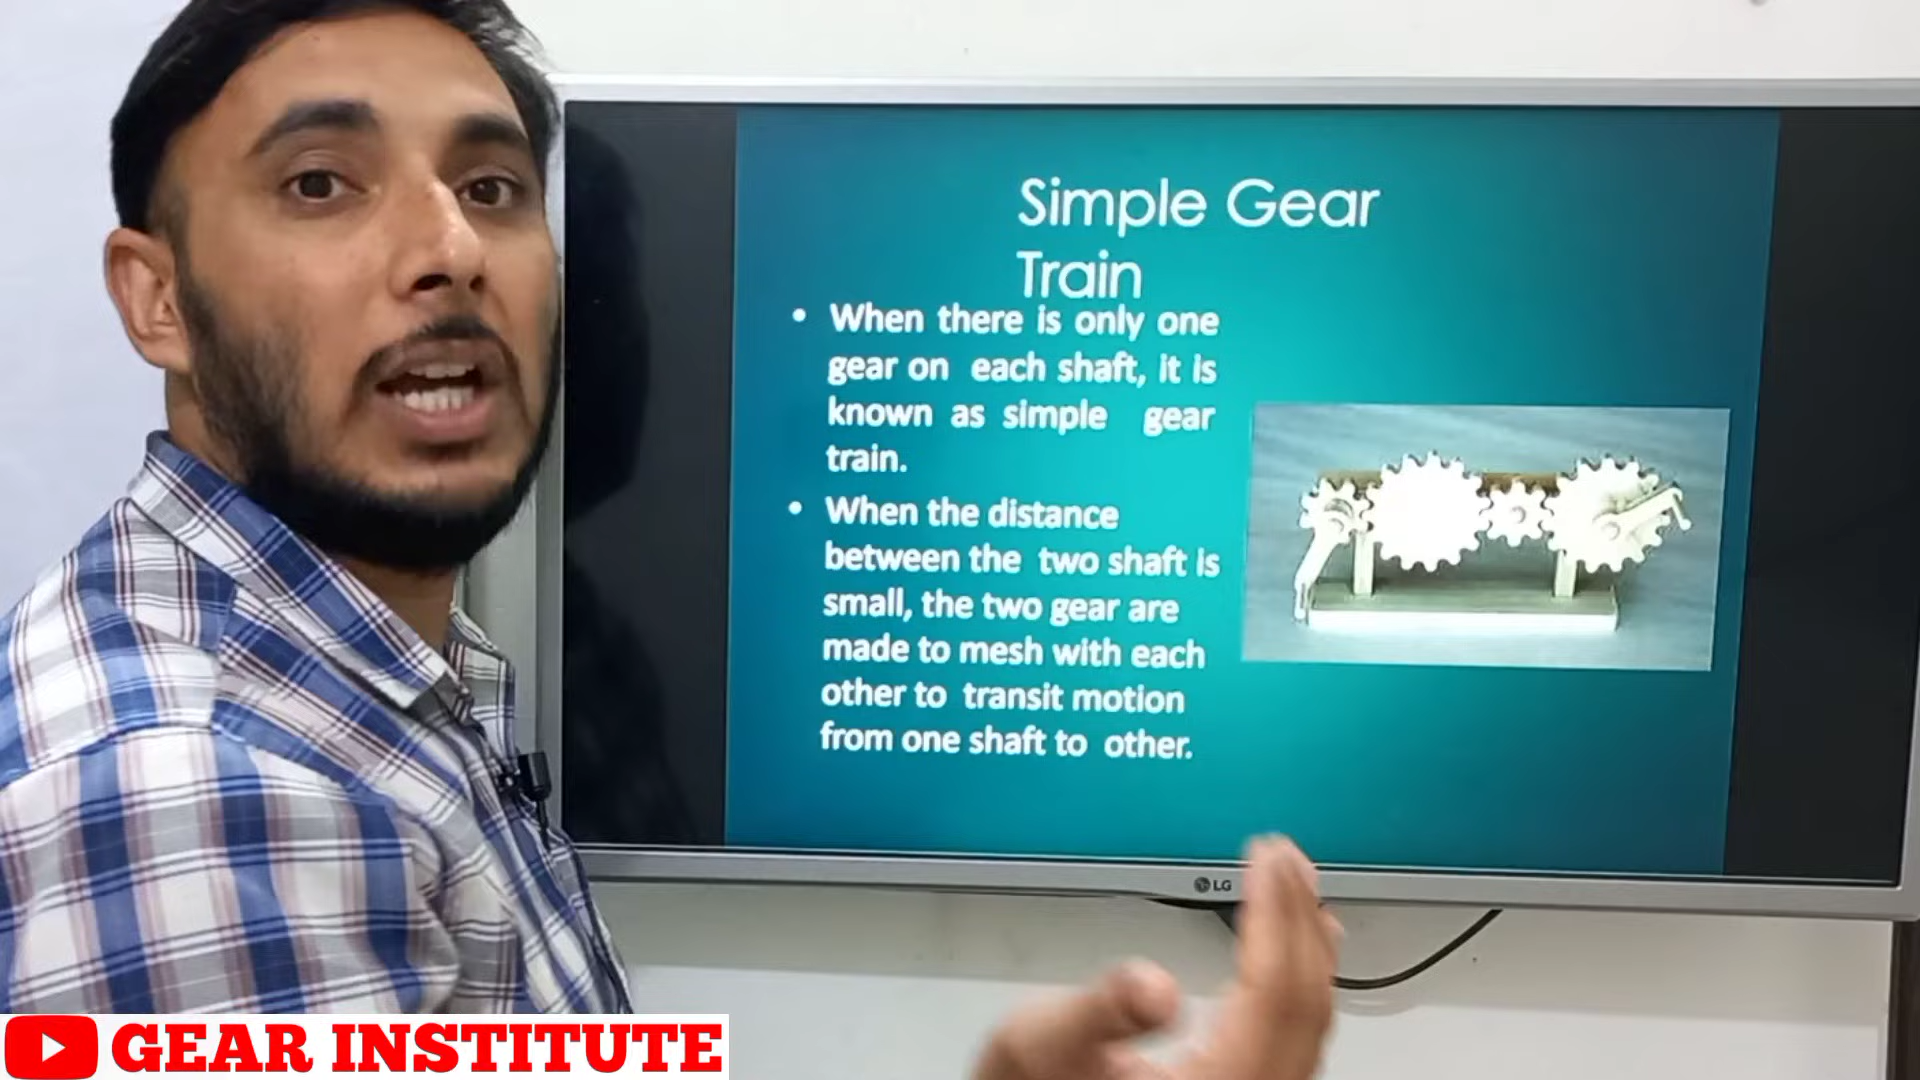 Simple Gear
Train
• When there is only one
gear on each shaft, it is
known as simple gear
train.
• When the distance
between the two shaft is
small, the two gear are
made to mesh with each
other to transit motion
from one shaft to other.
LG
GEAR INSTITUTE